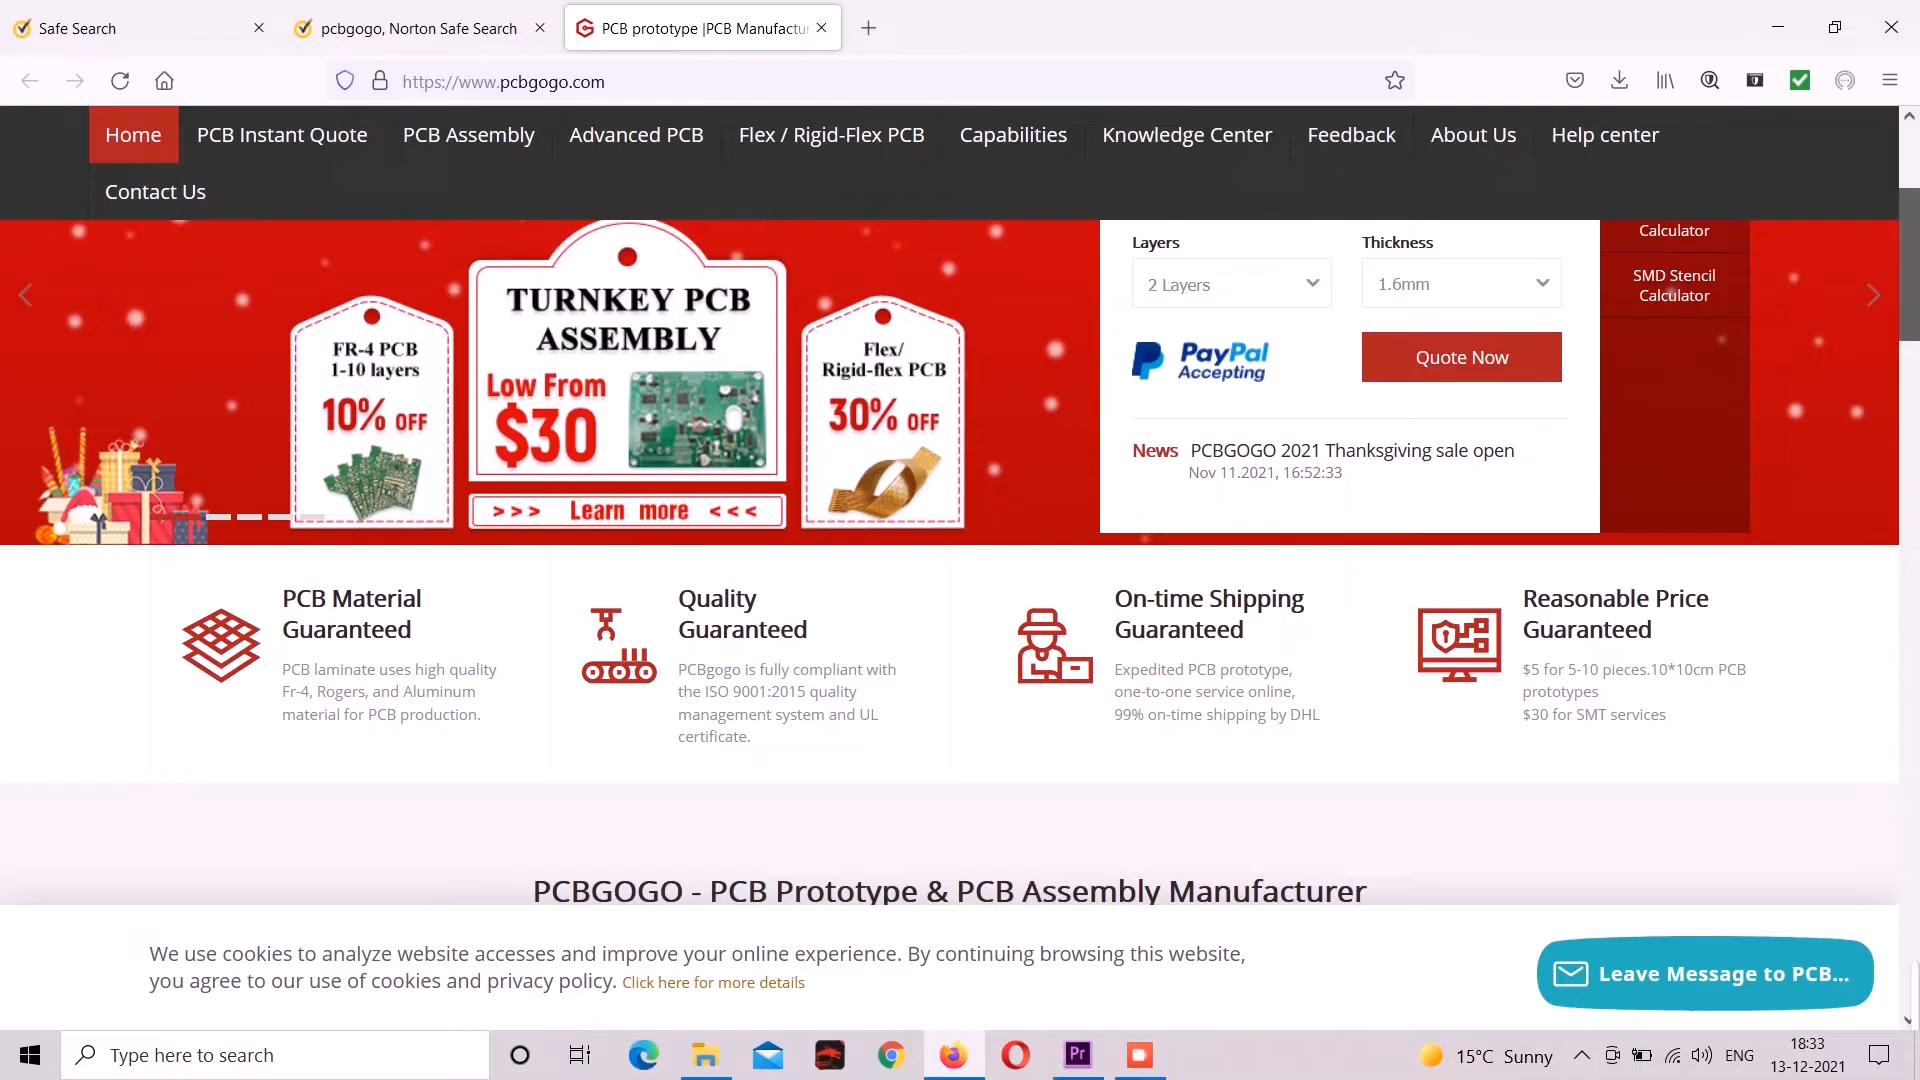 Safe Search
pcbgogo, Norton Safe Search
PCB prototype |PCB Manufactur
https://www.pcbgogo.com
Home
PCB Instant Quote
PCB Assembly
Advanced PCB
Flex / Rigid-Flex PCB
Capabilities
Knowledge Center
Feedback
About Us
Help center
Contact Us
FR-4 PCB
1-10 layers
10% OFF
TURNKEY PCB
ASSEMBLY
Low From
$30
>>> Learn more <<<
Flex/
Rigid-flex PCB
30% OFF
Layers
2 Layers
Thickness
1.6mm
PayPal
Accepting
Quote Now
News PCBGOGO 2021 Thanksgiving sale open
Nov 11.2021, 16:52:33
Calculator
SMD Stencil
Calculator
PCB Material
Guaranteed
PCB laminate uses high quality
Fr-4, Rogers, and Aluminum
material for PCB production.
Quality
Guaranteed
PCBgogo is fully compliant with
the ISO 9001:2015 quality
management system and UL
certificate.
On-time Shipping
Guaranteed
Expedited PCB prototype,
one-to-one service online,
99% on-time shipping by DHL
Reasonable Price
Guaranteed
$5 for 5-10 pieces.10*10cm PCB
prototypes
$30 for SMT services
PCBGOGO - PCB Prototype & PCB Assembly Manufacturer
We use cookies to analyze website accesses and improve your online experience. By continuing browsing this website,
you agree to our use of cookies and privacy policy. Click here for more details
Leave Message to PCB...
Type here to search
Pr
15°C Sunny
ENG
18:33
13-12-2021